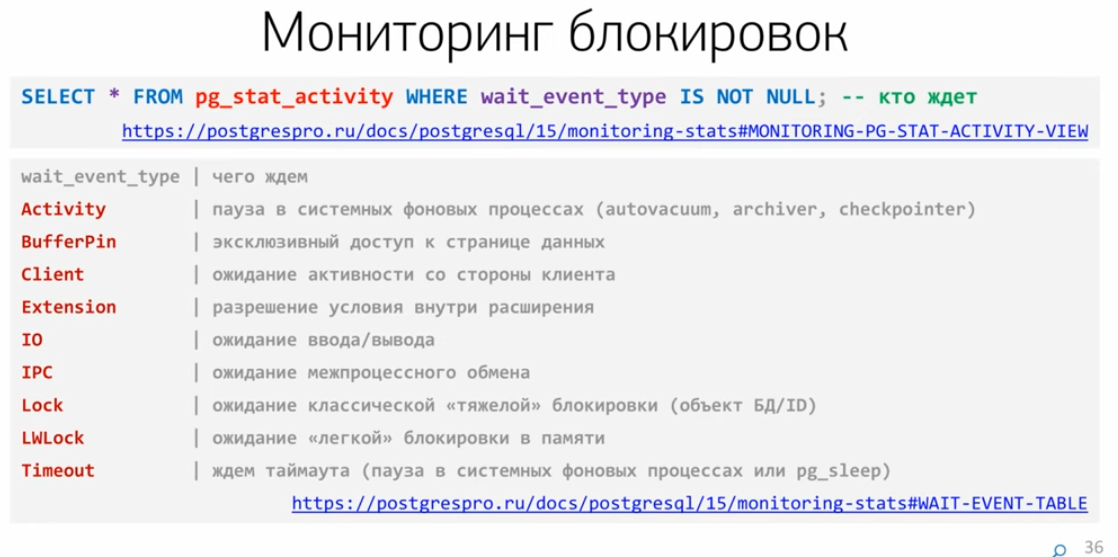 Мониторинг блокировок
SELECT * FROM pg_stat_activity WHERE wait_event_type IS NOT NULL; -- кто ждет
https://postgrespro.ru/docs/postgresql/15/monitoring-stats#MONITORING-PG-STAT-ACTIVITY-VIEW
wait_event_type | чего ждем
Activity | пауза в системных фоновых процессах (autovacuum, archiver, checkpointer)
BufferPin | эксклюзивный доступ к странице данных
Client | ожидание активности со стороны клиента
Extension | разрешение условия внутри расширения
IO | ожидание ввода/вывода
IPC | ожидание межпроцессного обмена
Lock | ожидание классической «тяжелой» блокировки (объект БД/ID)
LWLock | ожидание «легкой» блокировки в памяти
Timeout | ждем таймаута (пауза в системных фоновых процессах или pg_sleep)
https://postgrespro.ru/docs/postgresql/15/monitoring-stats#WAIT-EVENT-TABLE
36